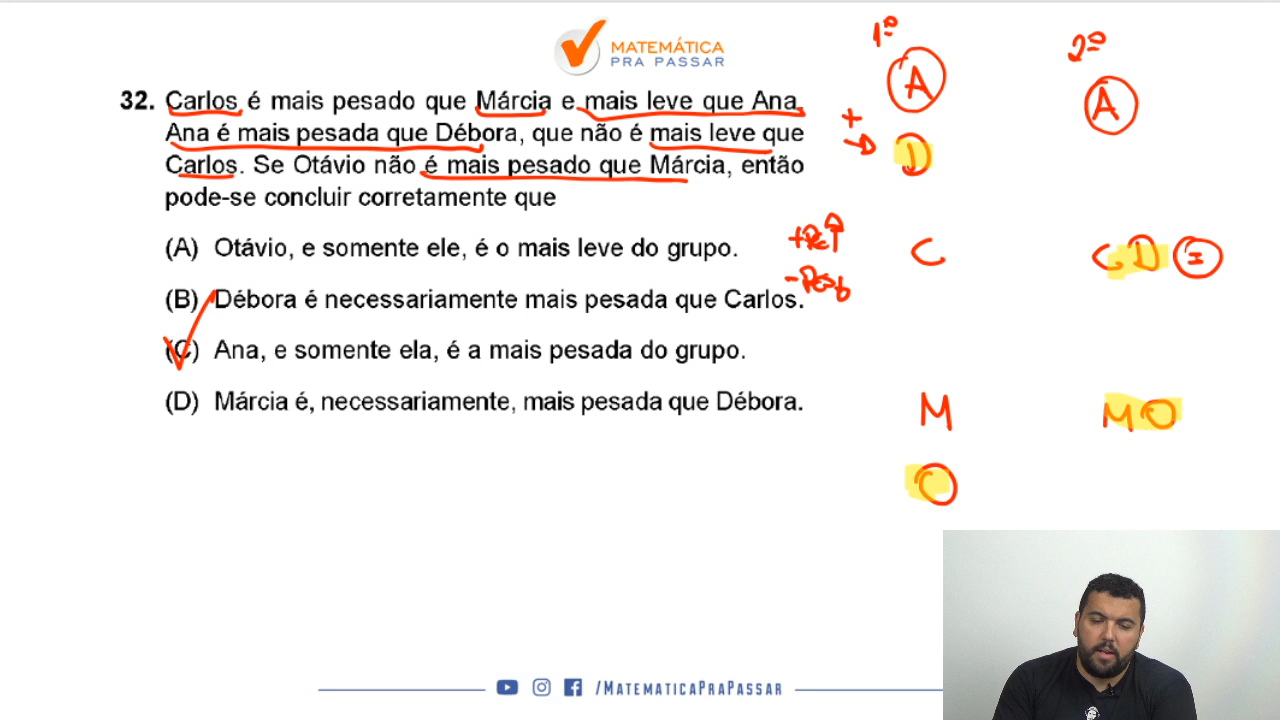 MATEMÁTICA
PRA PASSAR
1º
2º
32. Carlos é mais pesado que Márcia e mais leve que Ana.
Ana é mais pesada que Débora, que não é mais leve que
Carlos. Se Otávio não é mais pesado que Márcia, então
pode-se concluir corretamente que
(A) Otávio, e somente ele, é o mais leve do grupo.
(B) Débora é necessariamente mais pesada que Carlos.
(C) Ana, e somente ela, é a mais pesada do grupo.
(D) Márcia é, necessariamente, mais pesada que Débora.
A
A
+
D
C
C D =
M
M O
O
/MATEMATICAPRAPASSAR